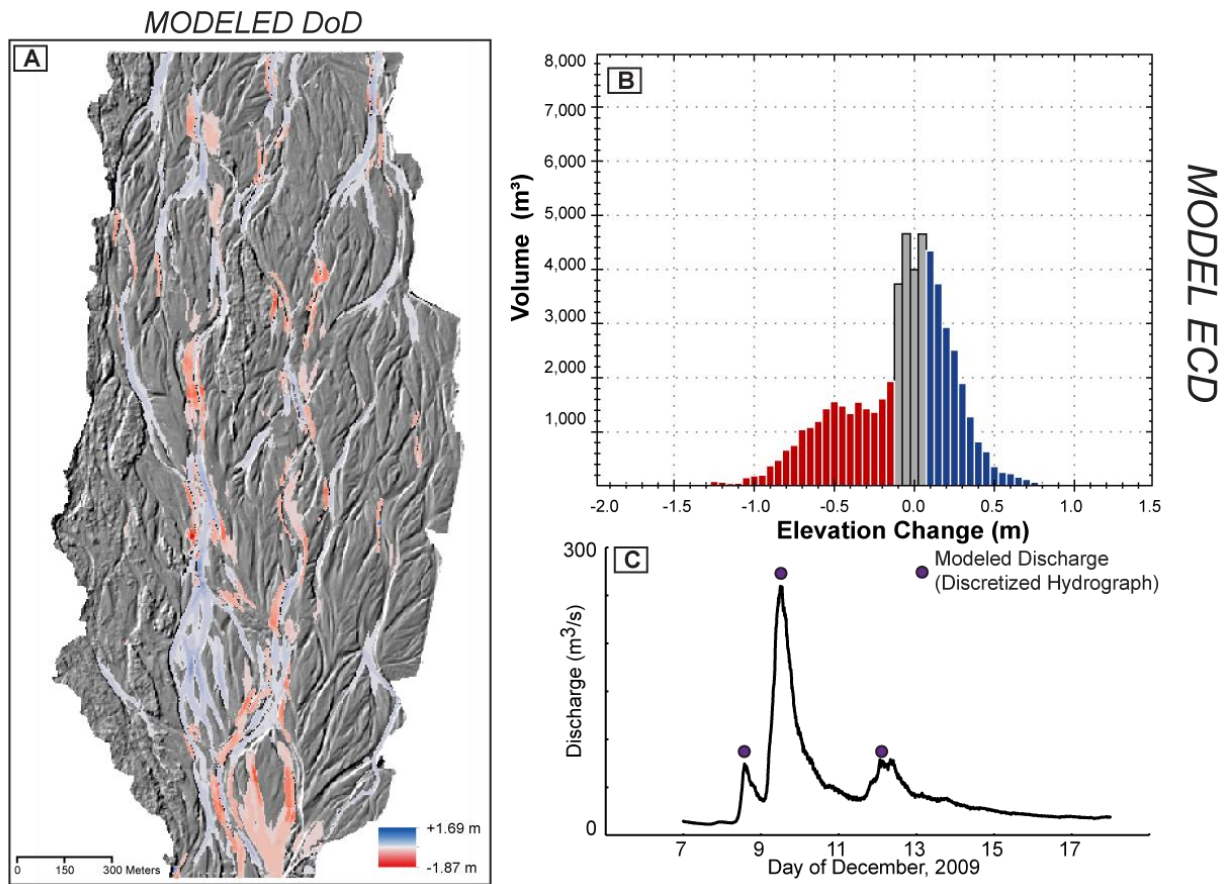 MODELED DoD
A
0 150 300 Meters
+1.69 m
-1.87 m
B
8,000
7,000
6,000
5,000
4,000
3,000
2,000
1,000
Volume (m³)
-2.0 -1.5 -1.0 -0.5 0.0 0.5 1.0 1.5
Elevation Change (m)
MODEL ECD
C
Modeled Discharge
(Discretized Hydrograph)
300
0
Discharge (m³/s)
7 9 11 13 15 17
Day of December, 2009